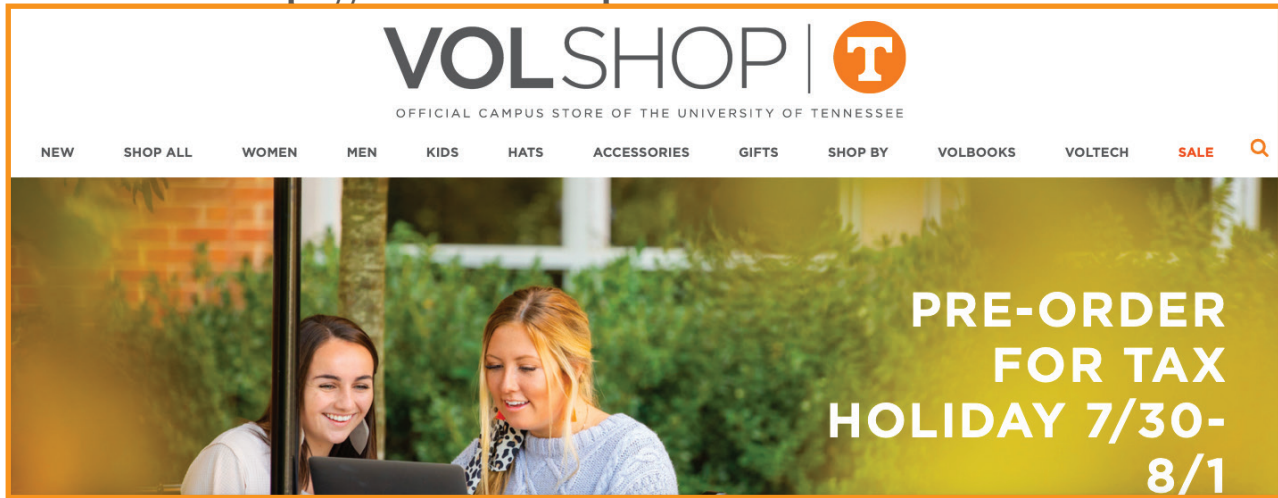 VOLSHOP | T
OFFICIAL CAMPUS STORE OF THE UNIVERSITY OF TENNESSEE
NEW SHOP ALL WOMEN MEN KIDS HATS ACCESSORIES GIFTS SHOP BY VOLBOOKS VOLTECH SALE
PRE-ORDER
FOR TAX
HOLIDAY 7/30-
8/1